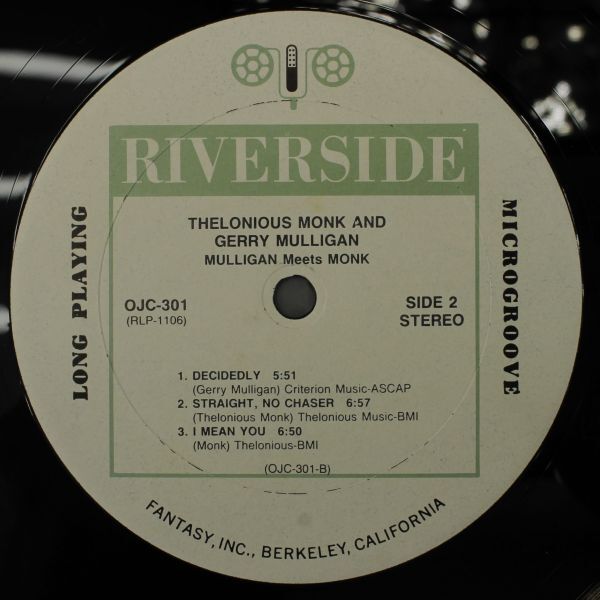 RIVERSIDE
THELONIOUS MONK AND
GERRY MULLIGAN
MULLIGAN Meets MONK
LONG PLAYING
MICROGROOVE
OJC-301
(RLP-1106)
SIDE 2
STEREO
1. DECIDEDLY 5:51
(Gerry Mulligan) Criterion Music-ASCAP
2. STRAIGHT, NO CHASER 6:57
(Thelonious Monk) Thelonious Music-BMI
3. I MEAN YOU 6:50
(Monk) Thelonious-BMI
(OJC-301-B)
FANTASY, INC., BERKELEY, CALIFORNIA